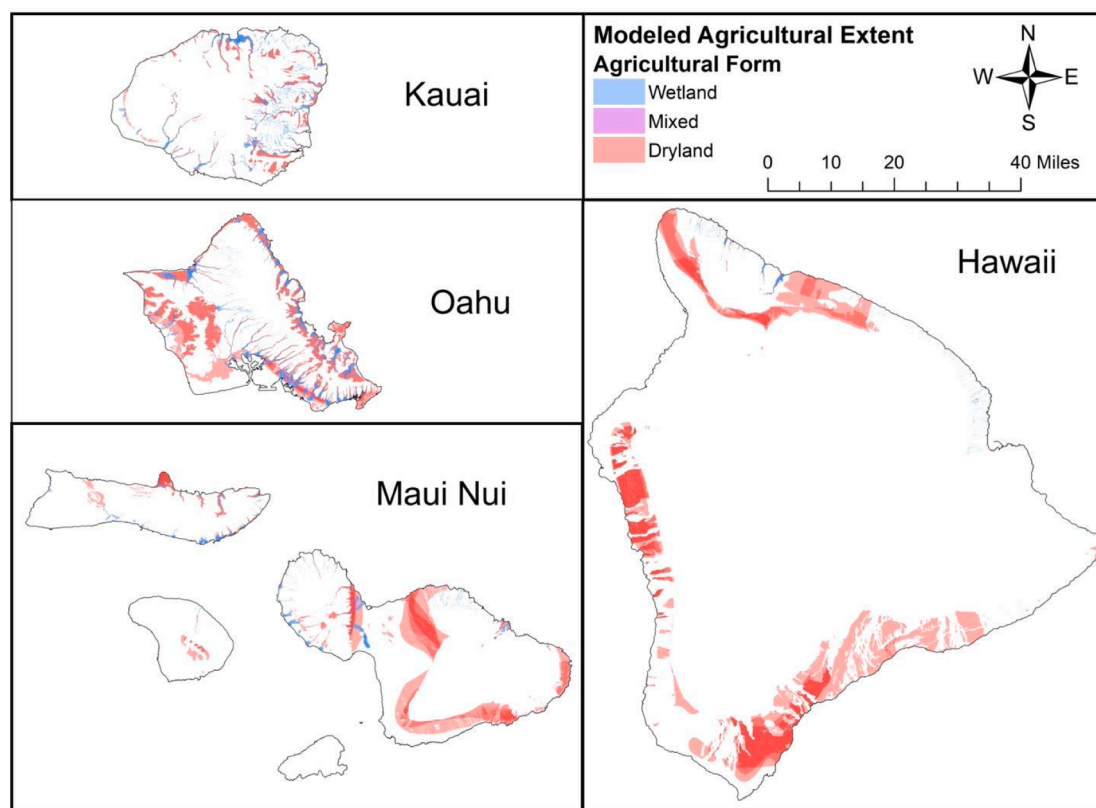 Kauai
Modeled Agricultural Extent
Agricultural Form
Wetland
Mixed
Dryland
N
W E
S
0 10 20 40 Miles
Oahu
Hawaii
Maui Nui